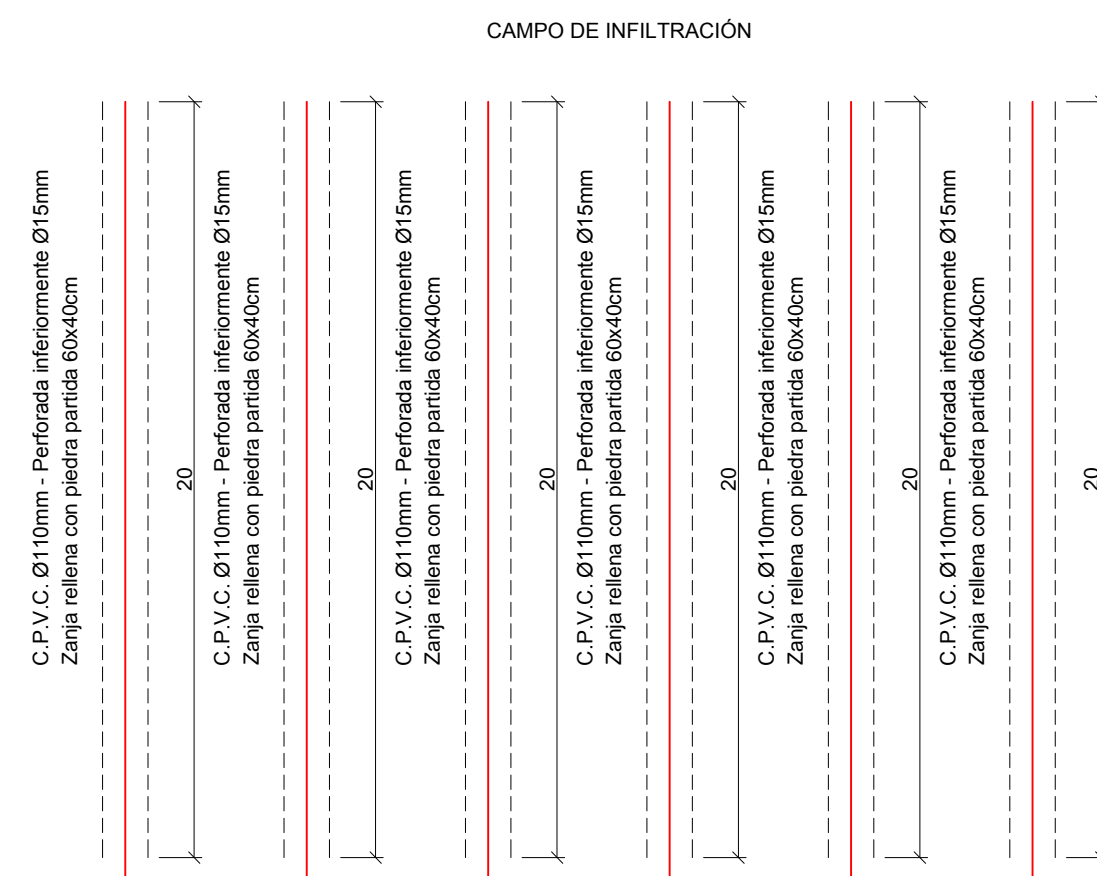 CAMPO DE INFILTRACIÓN
C.P.V.C. Ø110mm - Perforada inferiormente Ø15mm
Zanja rellena con piedra partida 60x40cm
20
C.P.V.C. Ø110mm - Perforada inferiormente Ø15mm
Zanja rellena con piedra partida 60x40cm
20
C.P.V.C. Ø110mm - Perforada inferiormente Ø15mm
Zanja rellena con piedra partida 60x40cm
20
C.P.V.C. Ø110mm - Perforada inferiormente Ø15mm
Zanja rellena con piedra partida 60x40cm
20
C.P.V.C. Ø110mm - Perforada inferiormente Ø15mm
Zanja rellena con piedra partida 60x40cm
20
C.P.V.C. Ø110mm - Perforada inferiormente Ø15mm
Zanja rellena con piedra partida 60x40cm
20